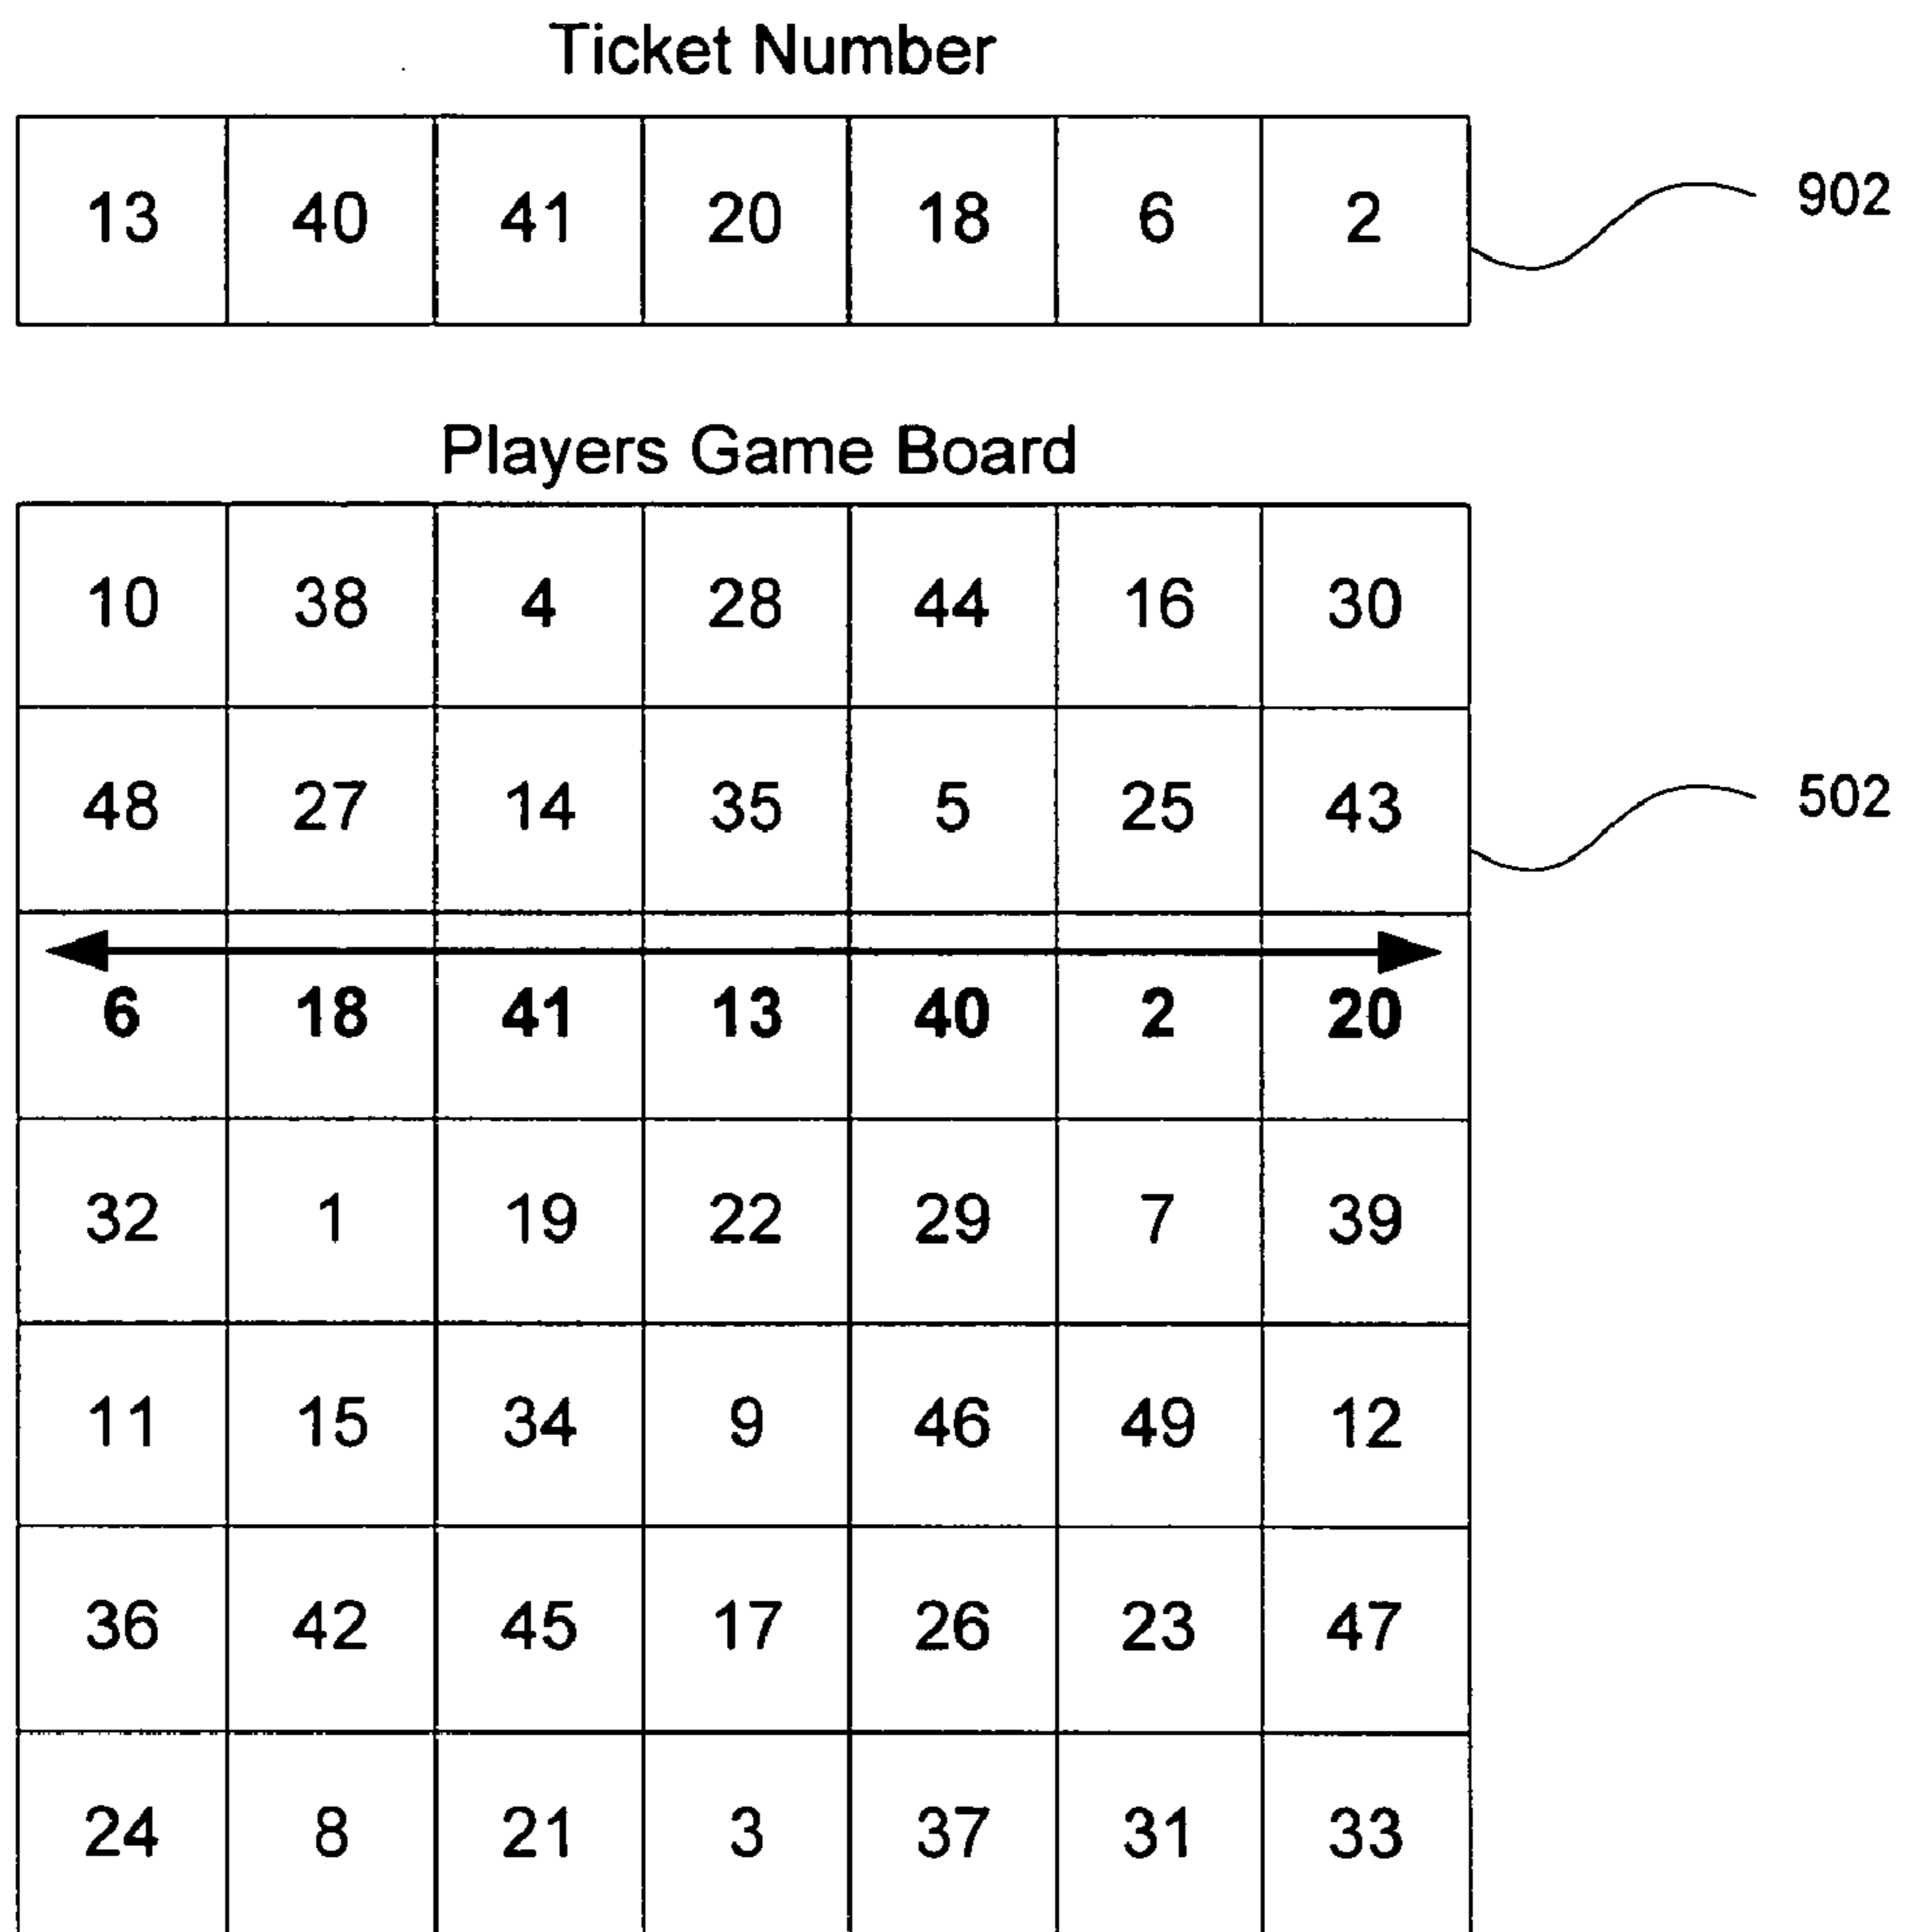 Ticket Number
13 40 41 20 18 6 2 902
Players Game Board
10 38 4 28 44 16 30
48 27 14 35 5 25 43 502
6 18 41 13 40 2 20
32 1 19 22 29 7 39
11 15 34 9 46 49 12
36 42 45 17 26 23 47
24 8 21 3 37 31 33